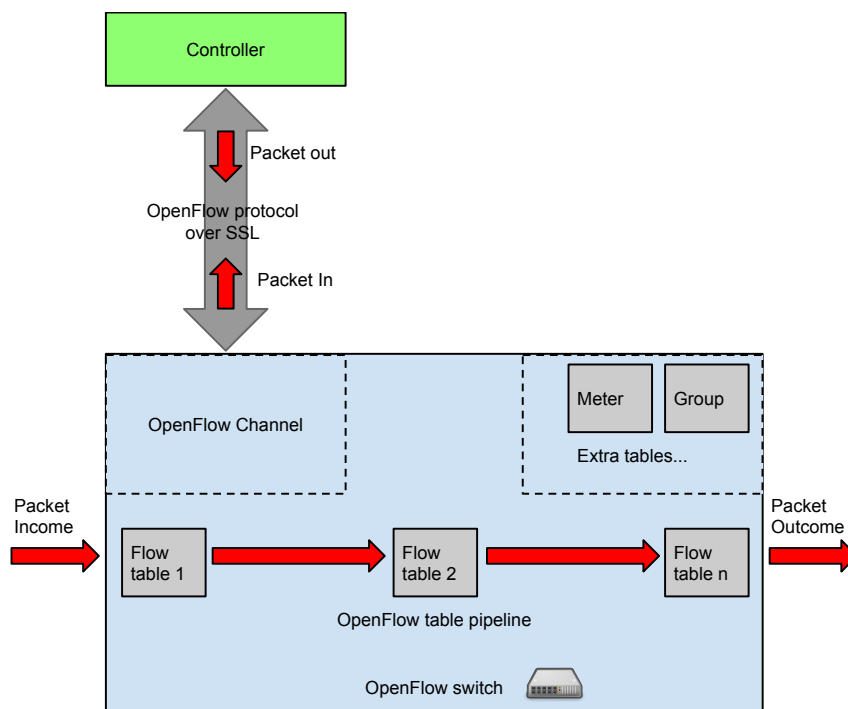 Controller
Packet out
OpenFlow protocol
over SSL
Packet In
OpenFlow Channel
Meter
Group
Extra tables...
Packet
Income
Flow
table 1
Flow
table 2
Flow
table n
Packet
Outcome
OpenFlow table pipeline
OpenFlow switch